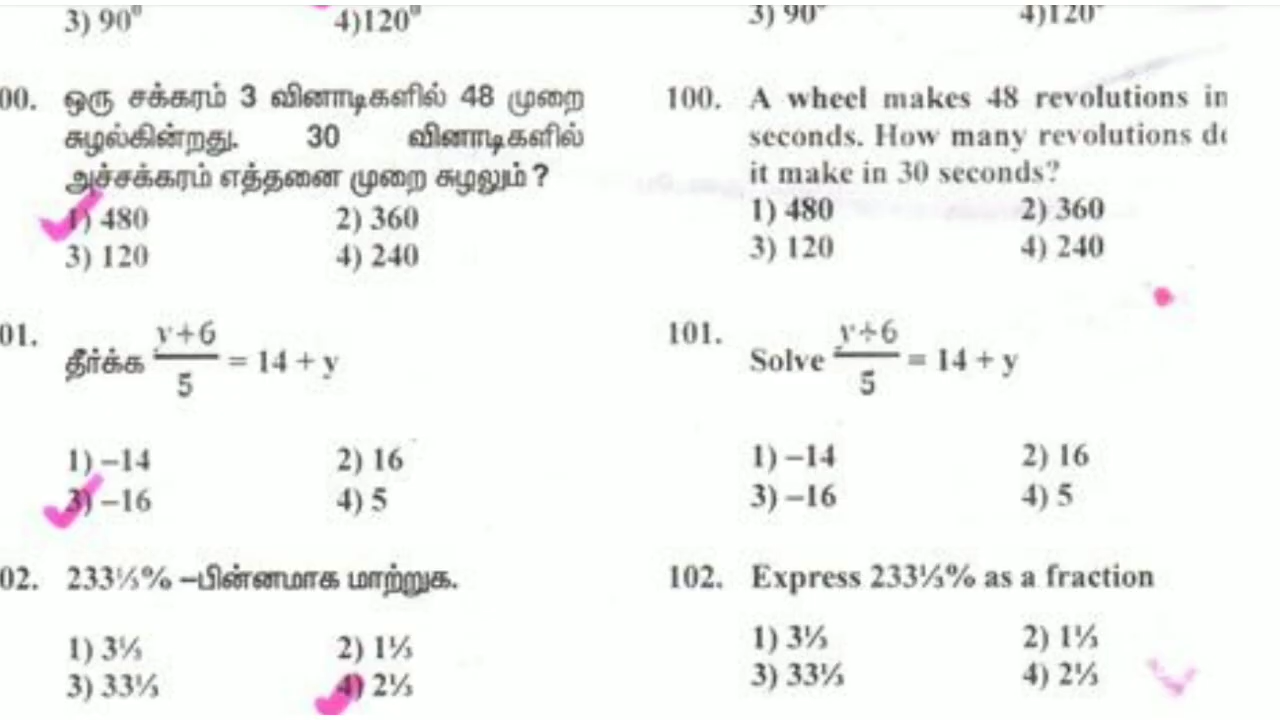 3) 90⁰ 4)120⁰
00. ஒரு சக்கரம் 3 வினாடிகளில் 48 முறை
சுழல்கின்றது. 30 வினாடிகளில்
அச்சக்கரம் எத்தனை முறை சுழலும் ?
1) 480 2) 360
3) 120 4) 240
01. தீர்க்க y+6/5 = 14 + y
1) –14 2) 16
3) –16 4) 5
02. 233⅓% –பின்னமாக மாற்றுக.
1) 3⅓ 2) 1⅓
3) 33⅓ 4) 2⅓
3) 90⁰ 4)120⁰
100. A wheel makes 48 revolutions in
seconds. How many revolutions do
it make in 30 seconds?
1) 480 2) 360
3) 120 4) 240
101. Solve y+6/5 = 14 + y
1) –14 2) 16
3) –16 4) 5
102. Express 233⅓% as a fraction
1) 3⅓ 2) 1⅓
3) 33⅓ 4) 2⅓